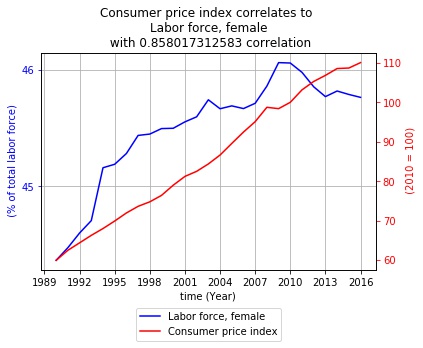 Consumer price index correlates to
Labor force, female
with 0.858017312583 correlation
46
45
(% of total labor force)
110
100
90
80
70
60
(2010 = 100)
1989 1992 1995 1998 2001 2004 2007 2010 2013 2016
time (Year)
Labor force, female
Consumer price index